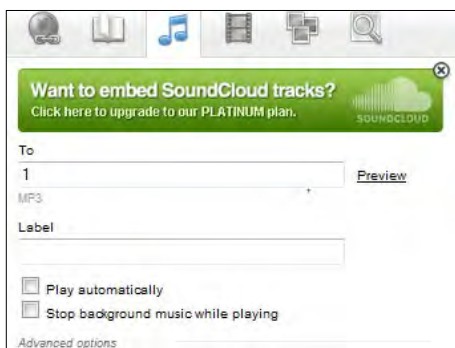 Want to embed SoundCloud tracks?
Click here to upgrade to our PLATINUM plan.
SOUNDCLOUD
To
1
Preview
MP3
Label
Play automatically
Stop background music while playing
Advanced options